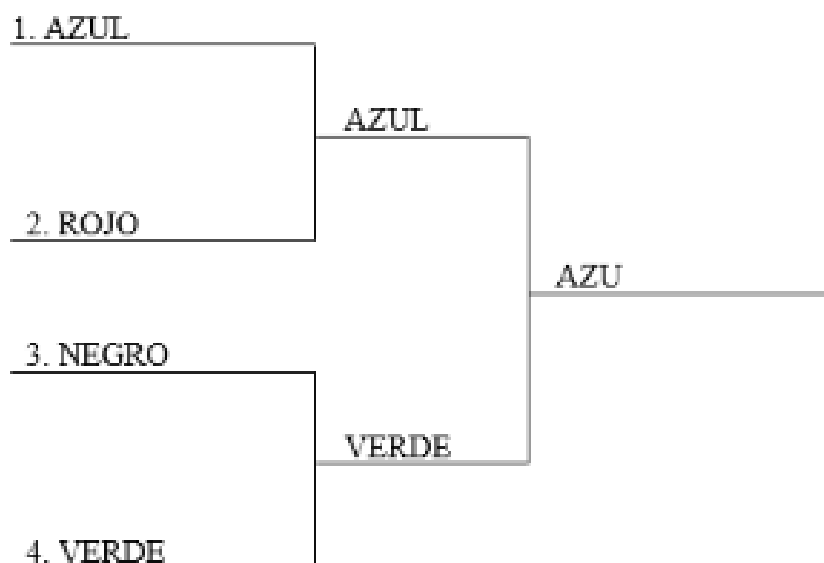 1. AZUL
AZUL
2. ROJO
AZU
3. NEGRO
VERDE
4. VERDE